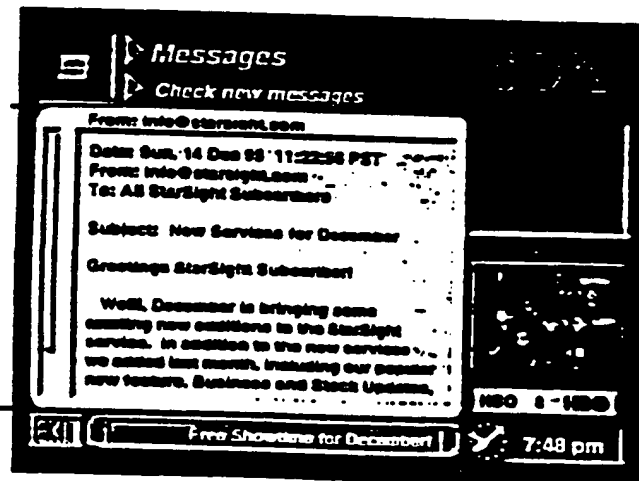 Messages
Check new messages
From: info@starsight.com
Date: Sun, 14 Dec 95 11:22:56 PST
From: info@starsight.com
To: All StarSight Subscribers
Subject: New Services for December
Greetings StarSight Subscriber!
Well, December is bringing some
exciting new additions to the StarSight
service. In addition to the new services
we added last month, including our popular
new feature, Business and Stock Updates,
HBO
EXIT
Free Showtime for December!
7:48 pm